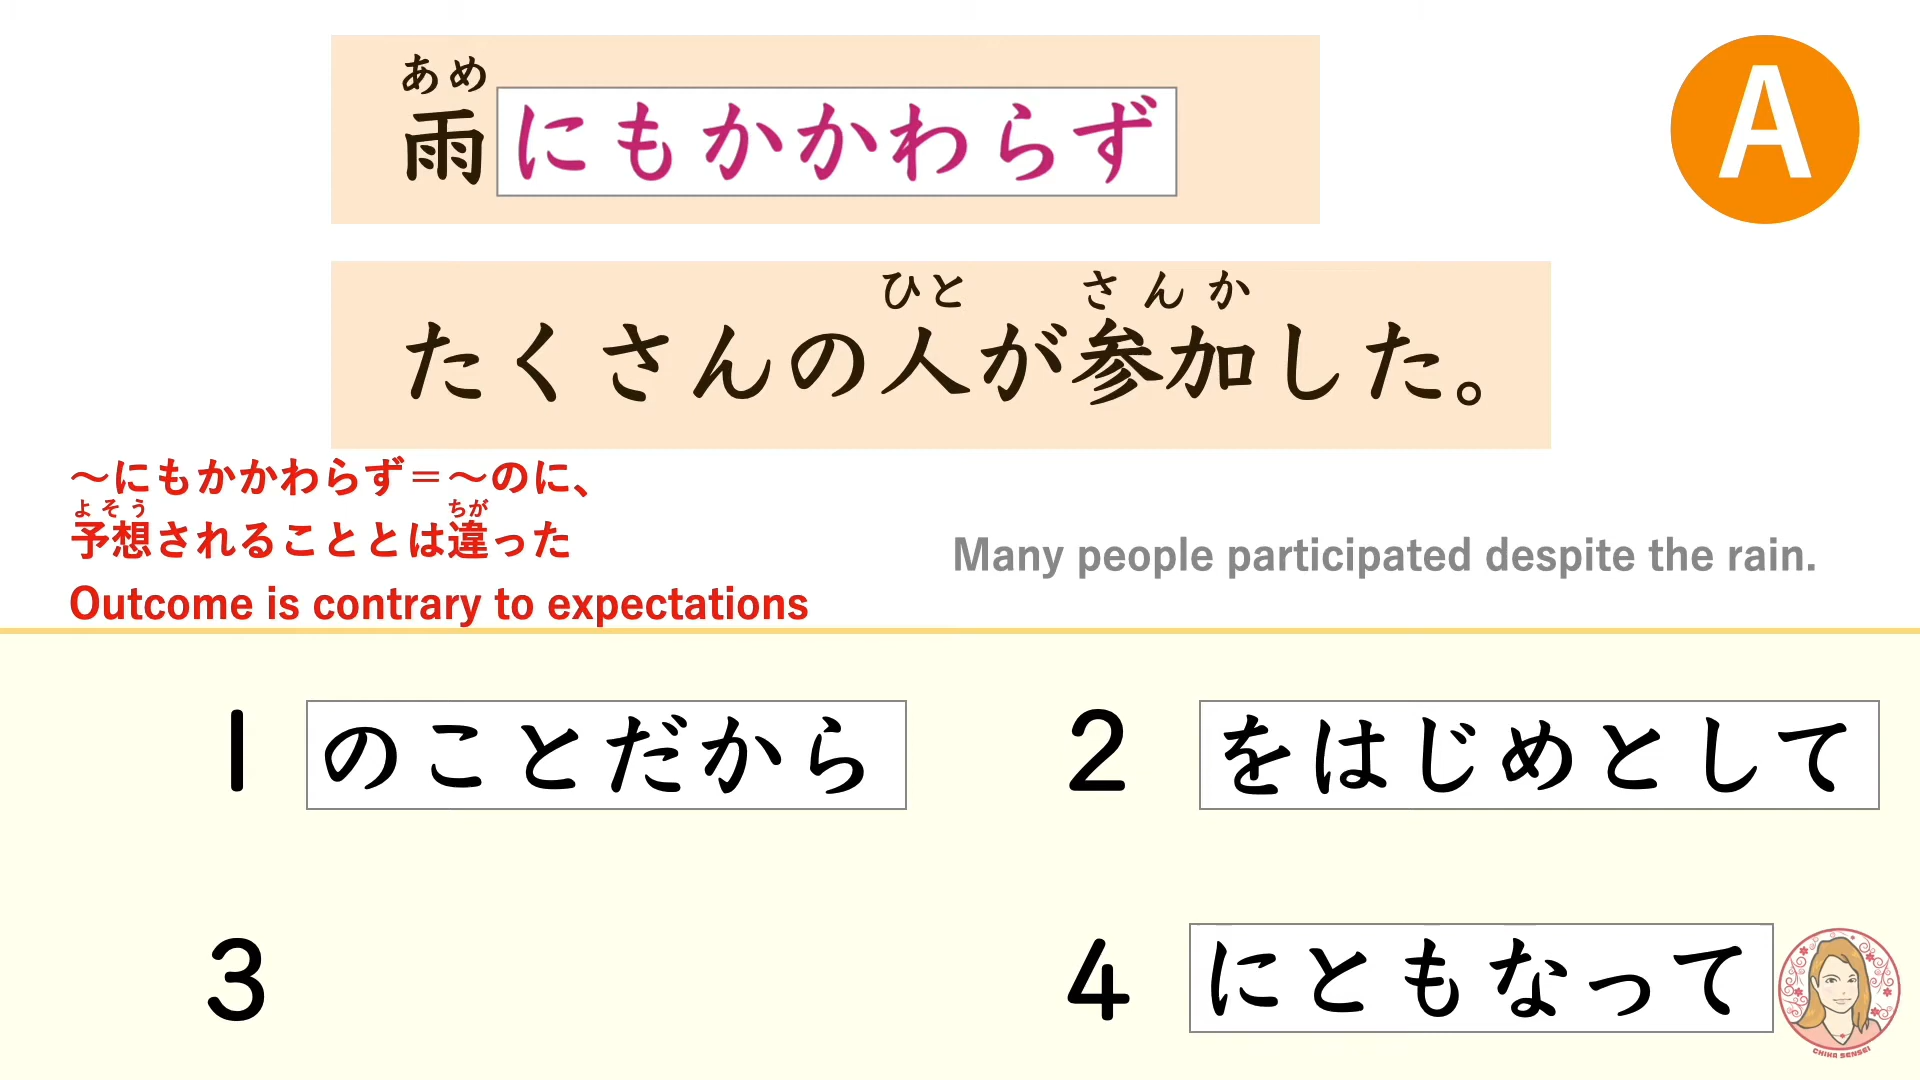 あめ
雨にもかかわらず
A
ひと さんか
たくさんの人が参加した。
～にもかかわらず＝～のに、
よそう ちが
予想されることとは違った
Outcome is contrary to expectations
Many people participated despite the rain.
1 のことだから
2 をはじめとして
3
4 にともなって
CHIKA SENSEI